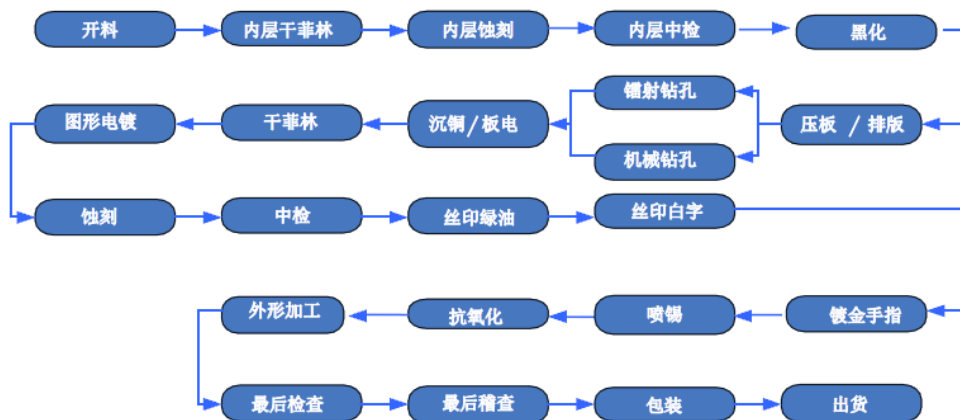 开料
内层干菲林
内层蚀刻
内层中检
黑化
压板 / 排版
镭射钻孔
机械钻孔
沉铜/板电
干菲林
图形电镀
蚀刻
中检
丝印绿油
丝印白字
镀金手指
喷锡
抗氧化
外形加工
最后检查
最后稽查
包装
出货